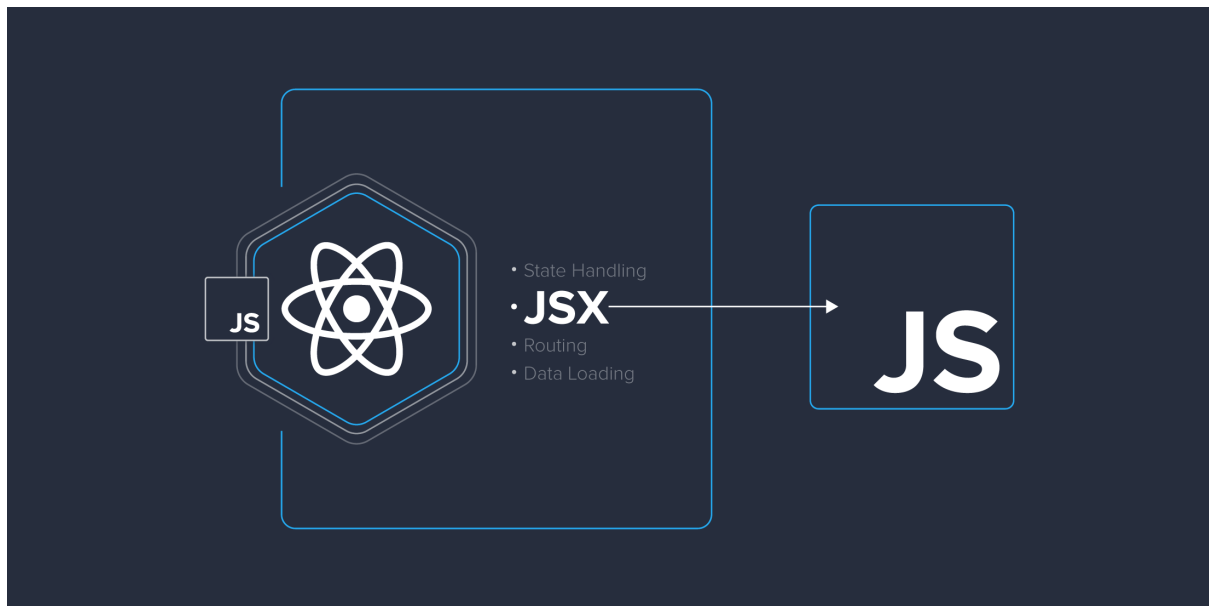 JS
• State Handling
• JSX
• Routing
• Data Loading
JS